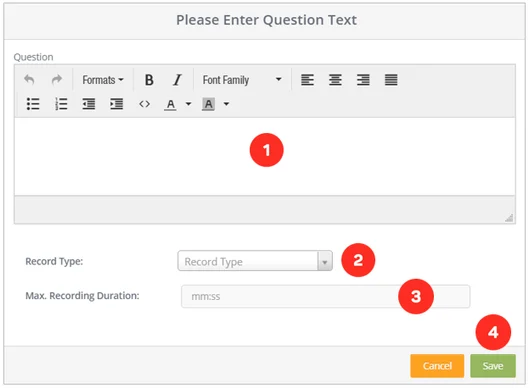 Please Enter Question Text
Question
Formats B I Font Family
A A
1
Record Type: Record Type 2
Max. Recording Duration: mm:ss 3
4
Cancel Save